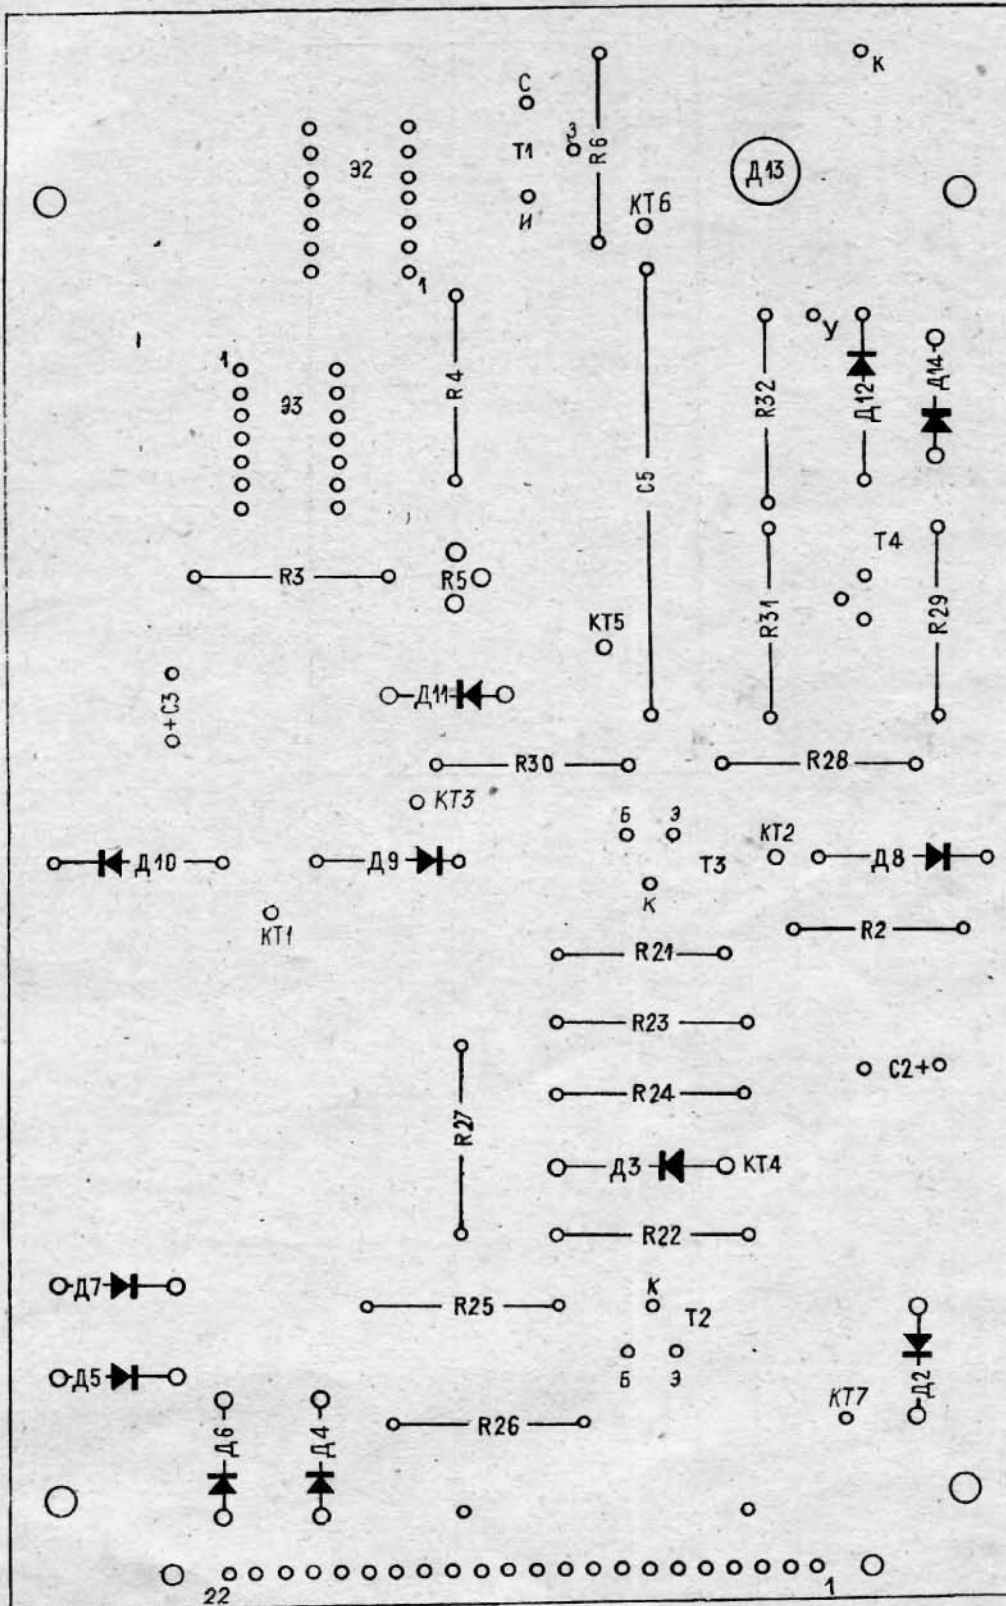 К
С
З
Э2
Т1
R6
Д13
И
КТ6
1
У
1
Э3
R4
R32
Д12
Д14
С5
Т4
R3
R5
R31
R29
КТ5
+С3
Д11
R30
R28
КТ3
Б
Э
КТ2
Д10
Д9
Т3
Д8
К
КТ1
R2
R21
R23
С2+
R24
R27
Д3
КТ4
R22
Д7
К
R25
Т2
Д5
Б
Э
Д2
КТ7
Д6
Д4
R26
22
1